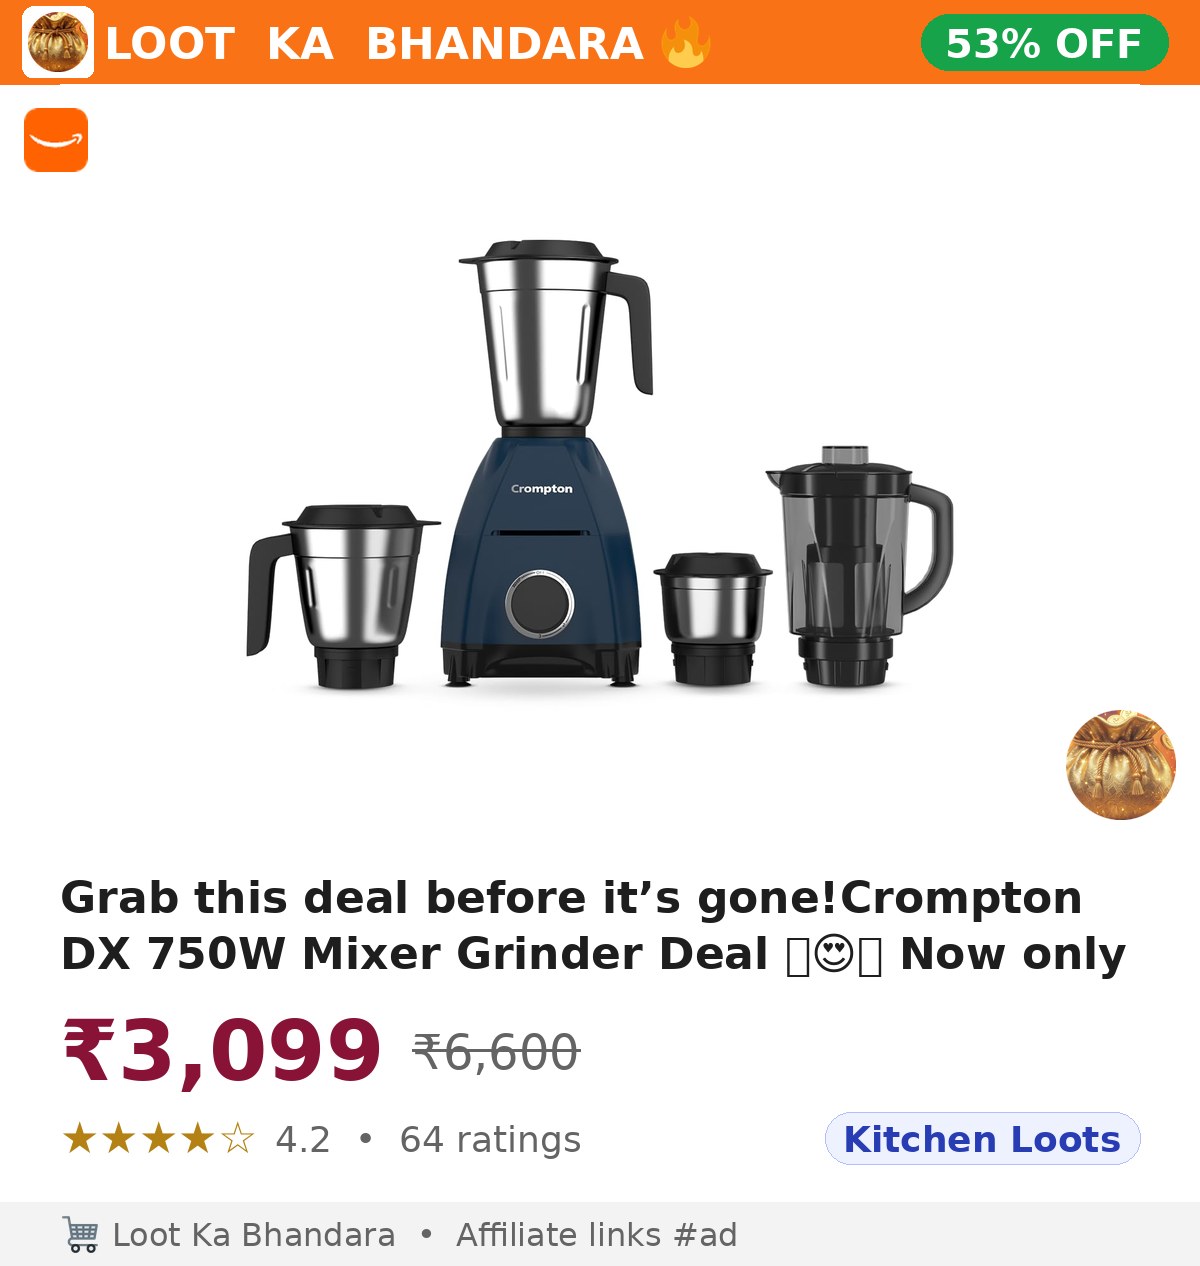 LOOT KA BHANDARA 🔥
53% OFF
Crompton
Grab this deal before it’s gone!Crompton
DX 750W Mixer Grinder Deal 😍 Now only
₹3,099 ₹6,600
★★★★☆ 4.2 • 64 ratings
Kitchen Loots
🛒 Loot Ka Bhandara • Affiliate links #ad